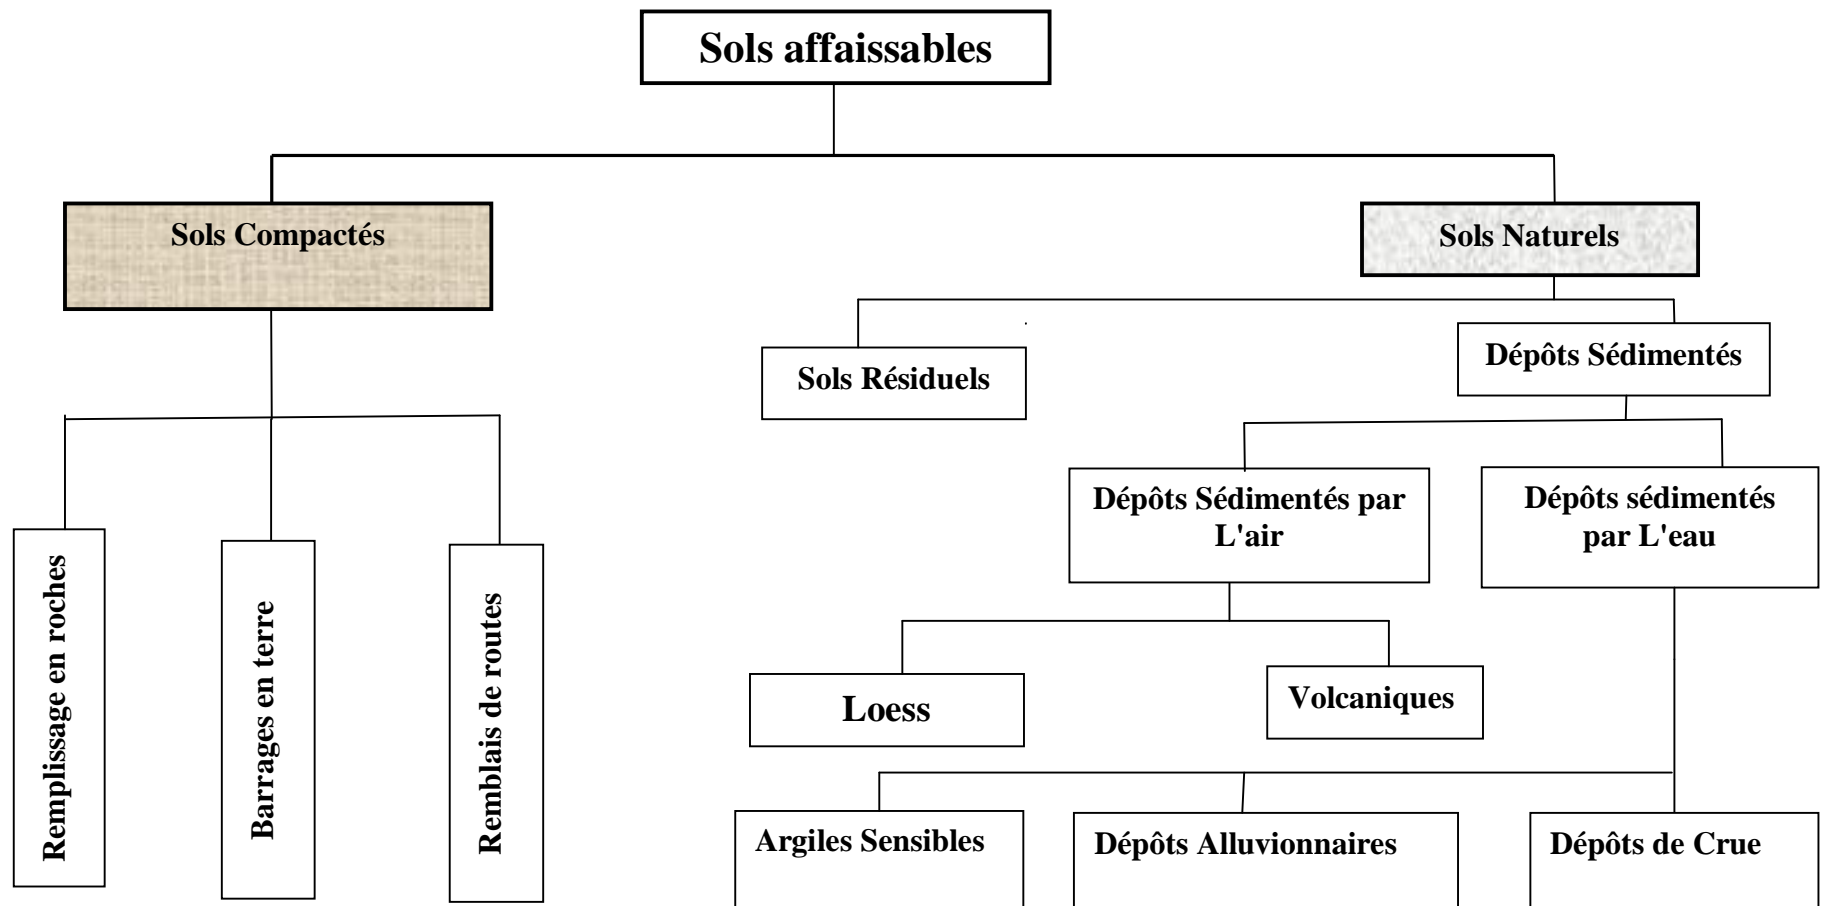 Sols affaissables
Sols Compactés
Sols Naturels
Sols Résiduels
Dépôts Sédimentés
Dépôts Sédimentés par
L'air
Dépôts sédimentés
par L'eau
Remplissage en roches
Barrages en terre
Remblais de routes
Loess
Volcaniques
Argiles Sensibles
Dépôts Alluvionnaires
Dépôts de Crue